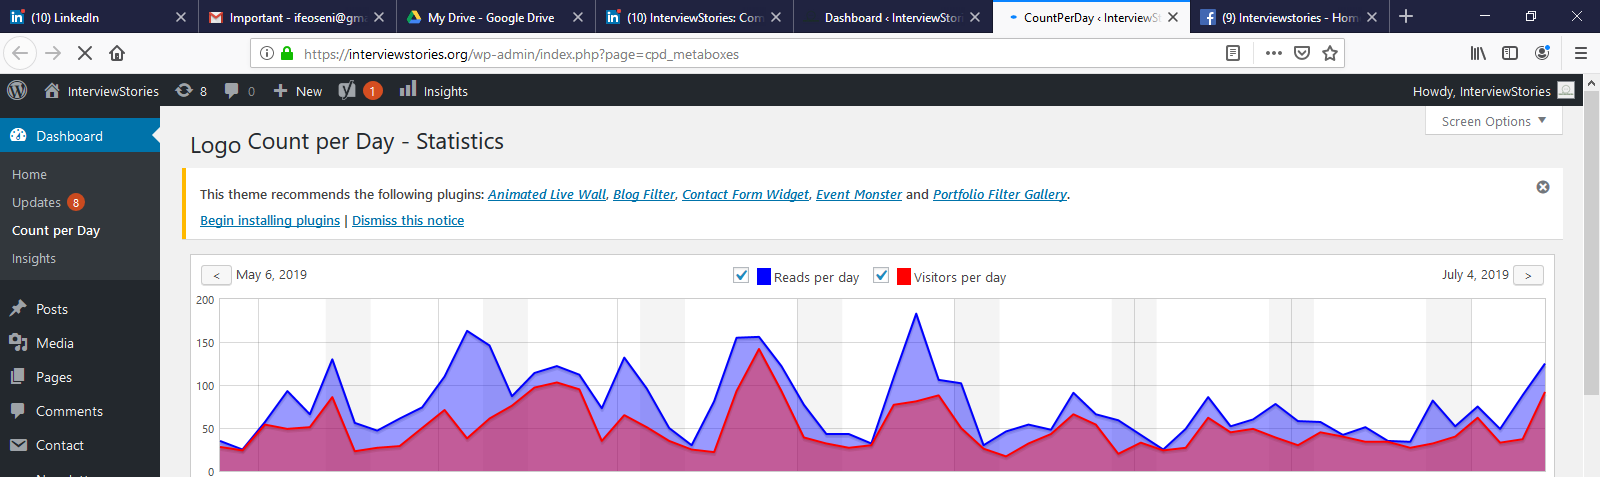 (10) LinkedIn
Important - ifeoseni@gm
My Drive - Google Drive
(10) InterviewStories: Com
Dashboard ‹ InterviewStor
CountPerDay ‹ InterviewSt
(9) Interviewstories - Hom
https://interviewstories.org/wp-admin/index.php?page=cpd_metaboxes
InterviewStories 8 0 New 1 Insights Howdy, InterviewStories
Dashboard
Home
Updates 8
Count per Day
Insights
Posts
Media
Pages
Comments
Contact
Screen Options
Logo Count per Day - Statistics
This theme recommends the following plugins: Animated Live Wall, Blog Filter, Contact Form Widget, Event Monster and Portfolio Filter Gallery.
Begin installing plugins | Dismiss this notice
< May 6, 2019 Reads per day Visitors per day July 4, 2019 >
200
150
100
50
0